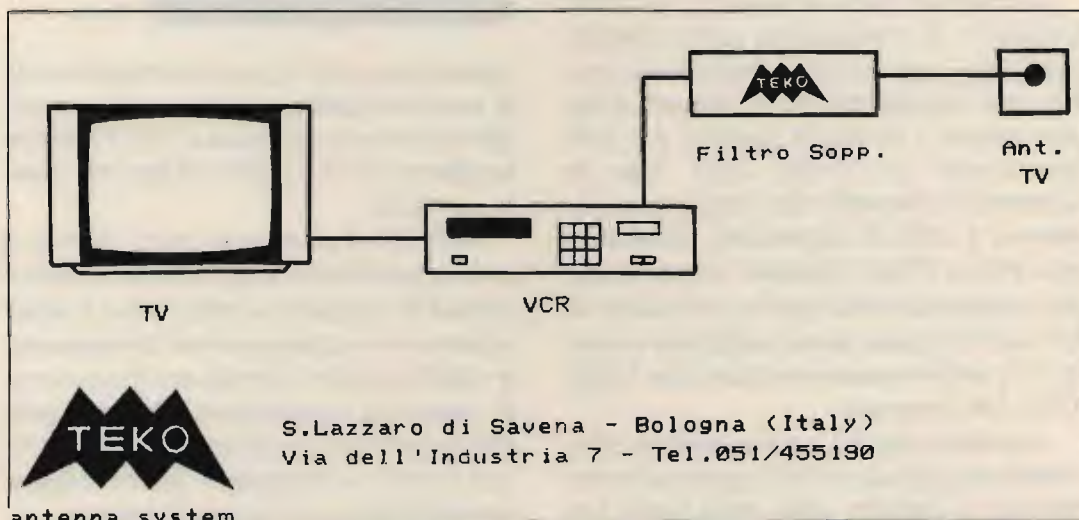 TEKO
Filtro Sopp.
Ant.
TV
TV
VCR
TEKO
S.Lazzaro di Savena - Bologna (Italy)
Via dell'Industria 7 - Tel.051/455190
antenna system